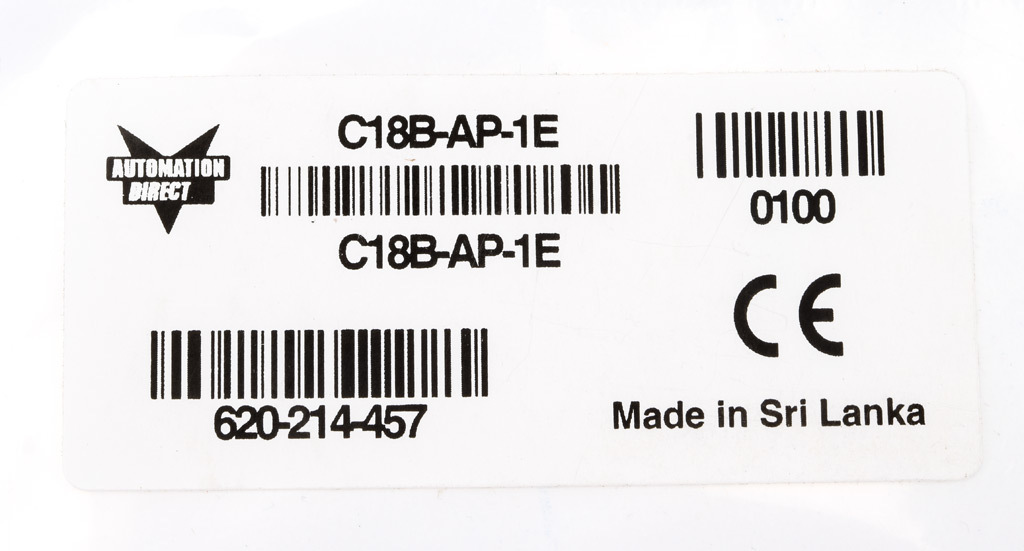 AUTOMATION
DIRECT
C18B-AP-1E
C18B-AP-1E
0100
CE
620-214-457
Made in Sri Lanka